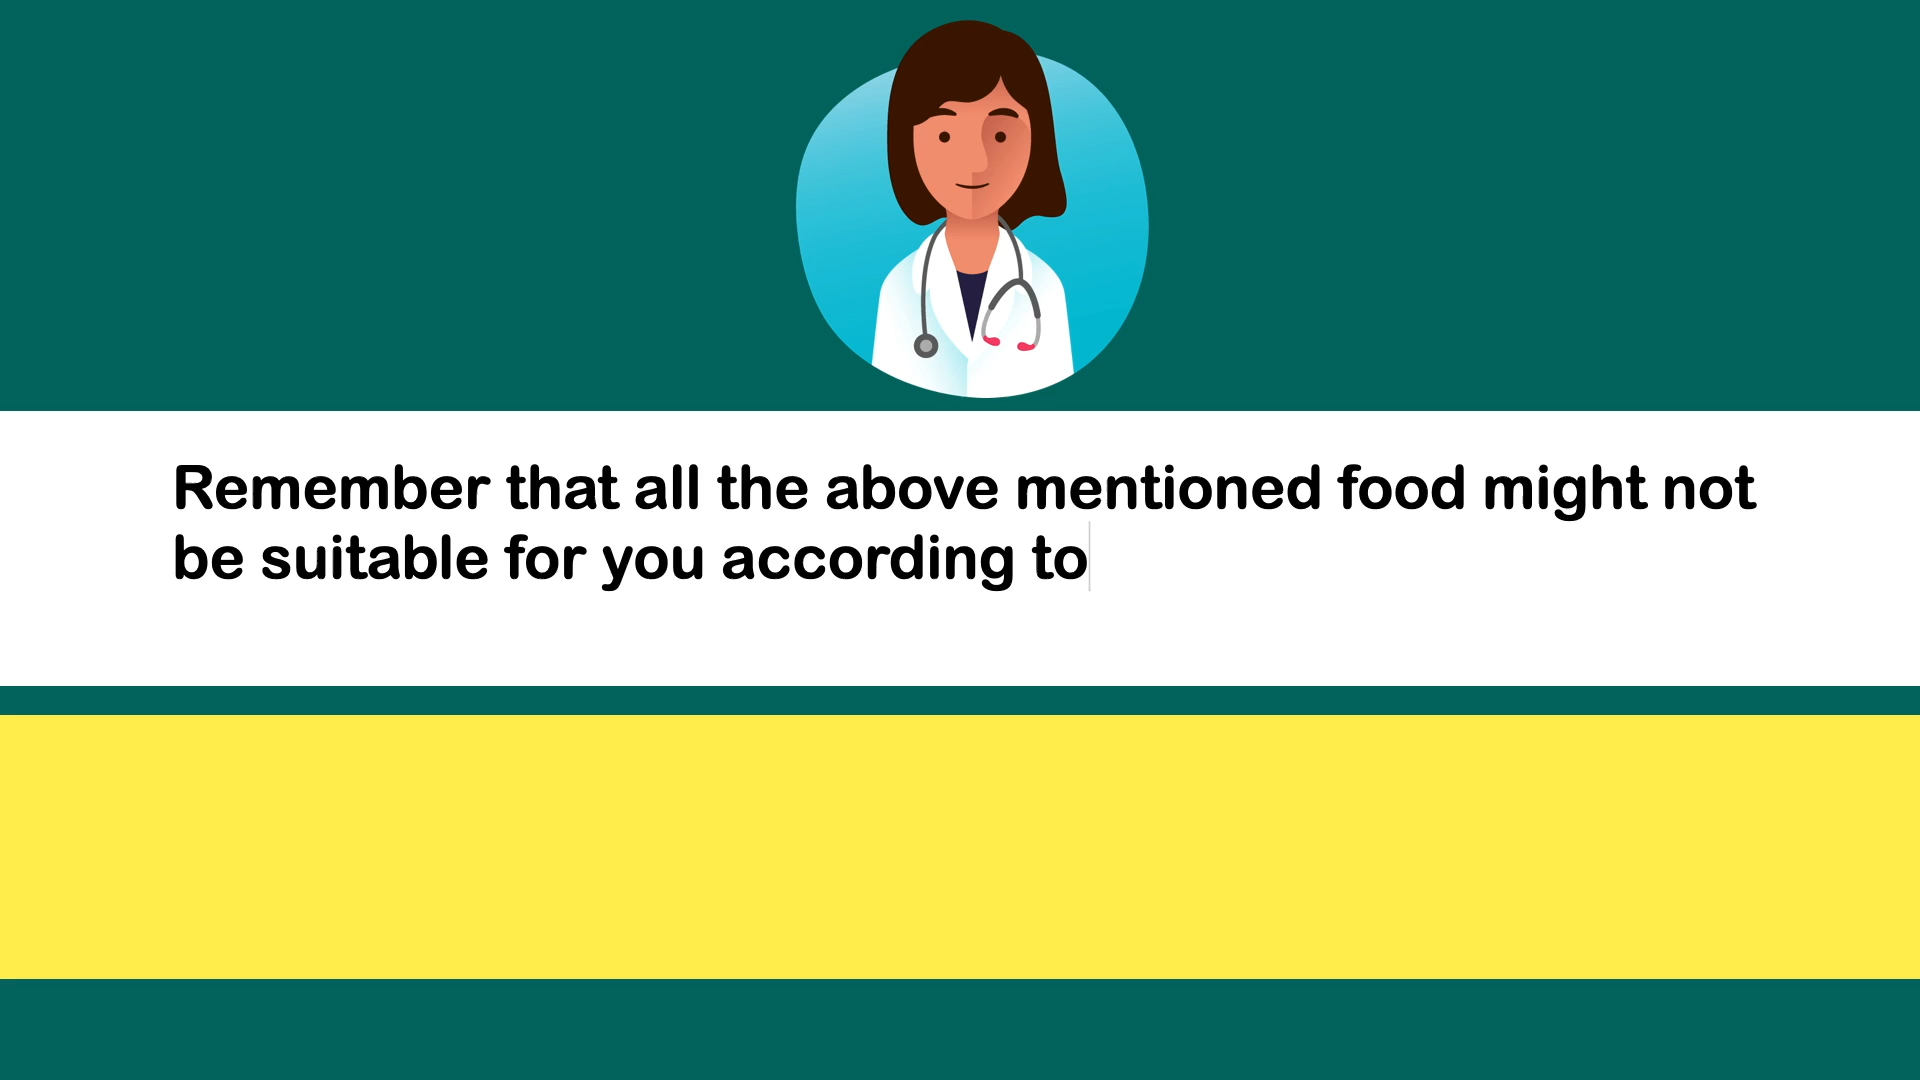 Remember that all the above mentioned food might not
be suitable for you according to